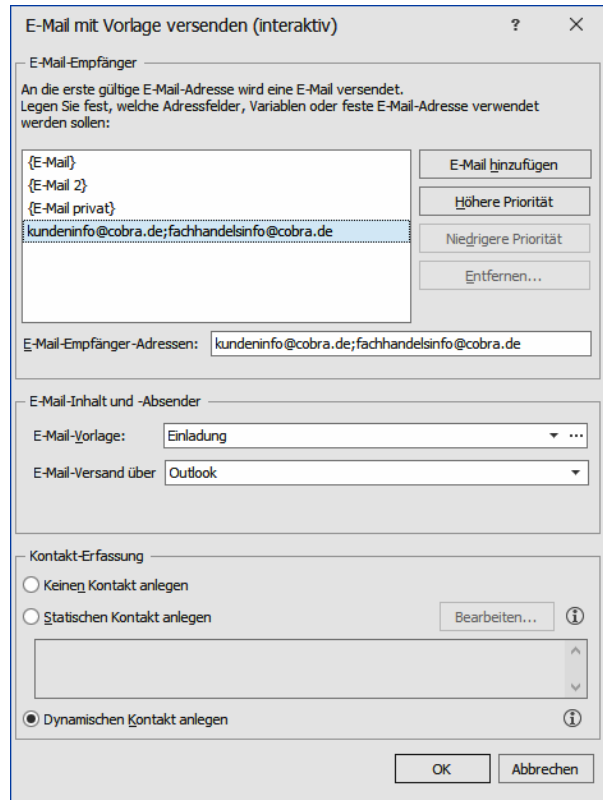 E-Mail mit Vorlage versenden (interaktiv) ?
E-Mail-Empfänger
An die erste gültige E-Mail-Adresse wird eine E-Mail versendet.
Legen Sie fest, welche Adressfelder, Variablen oder feste E-Mail-Adresse verwendet
werden sollen:
{E-Mail}
{E-Mail 2}
{E-Mail privat}
kundeninfo@cobra.de;fachhandelsinfo@cobra.de
E-Mail hinzufügen
Höhere Priorität
Niedrigere Priorität
Entfernen...
E-Mail-Empfänger-Adressen: kundeninfo@cobra.de;fachhandelsinfo@cobra.de
E-Mail-Inhalt und -Absender
E-Mail-Vorlage: Einladung ...
E-Mail-Versand über Outlook
Kontakt-Erfassung
Keinen Kontakt anlegen
Statischen Kontakt anlegen Bearbeiten...
Dynamischen Kontakt anlegen
OK Abbrechen